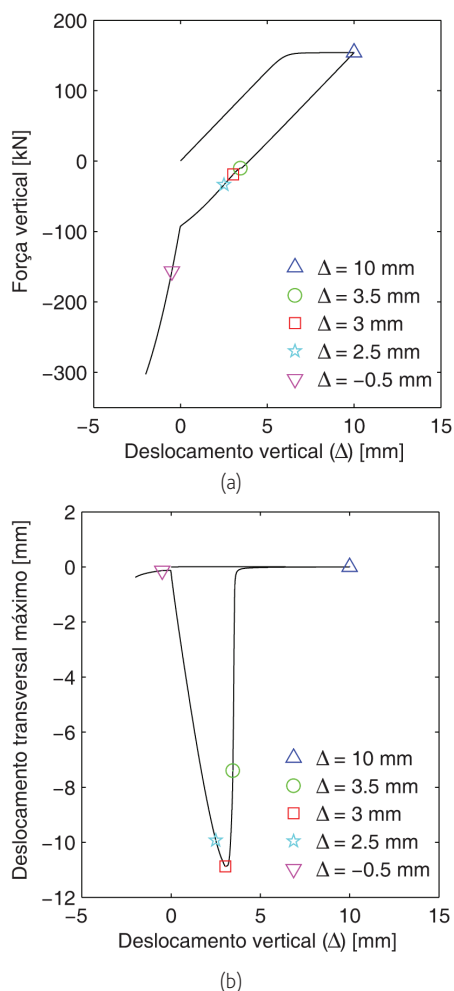 200
150
100
0
−100
−200
−300
Força vertical [kN]
Δ = 10 mm
Δ = 3.5 mm
Δ = 3 mm
Δ = 2.5 mm
Δ = −0.5 mm
−5
0
5
10
15
Deslocamento vertical (Δ) [mm]
(a)
2
0
−2
−4
−6
−8
−10
−12
Deslocamento transversal máximo [mm]
Δ = 10 mm
Δ = 3.5 mm
Δ = 3 mm
Δ = 2.5 mm
Δ = −0.5 mm
−5
0
5
10
15
Deslocamento vertical (Δ) [mm]
(b)